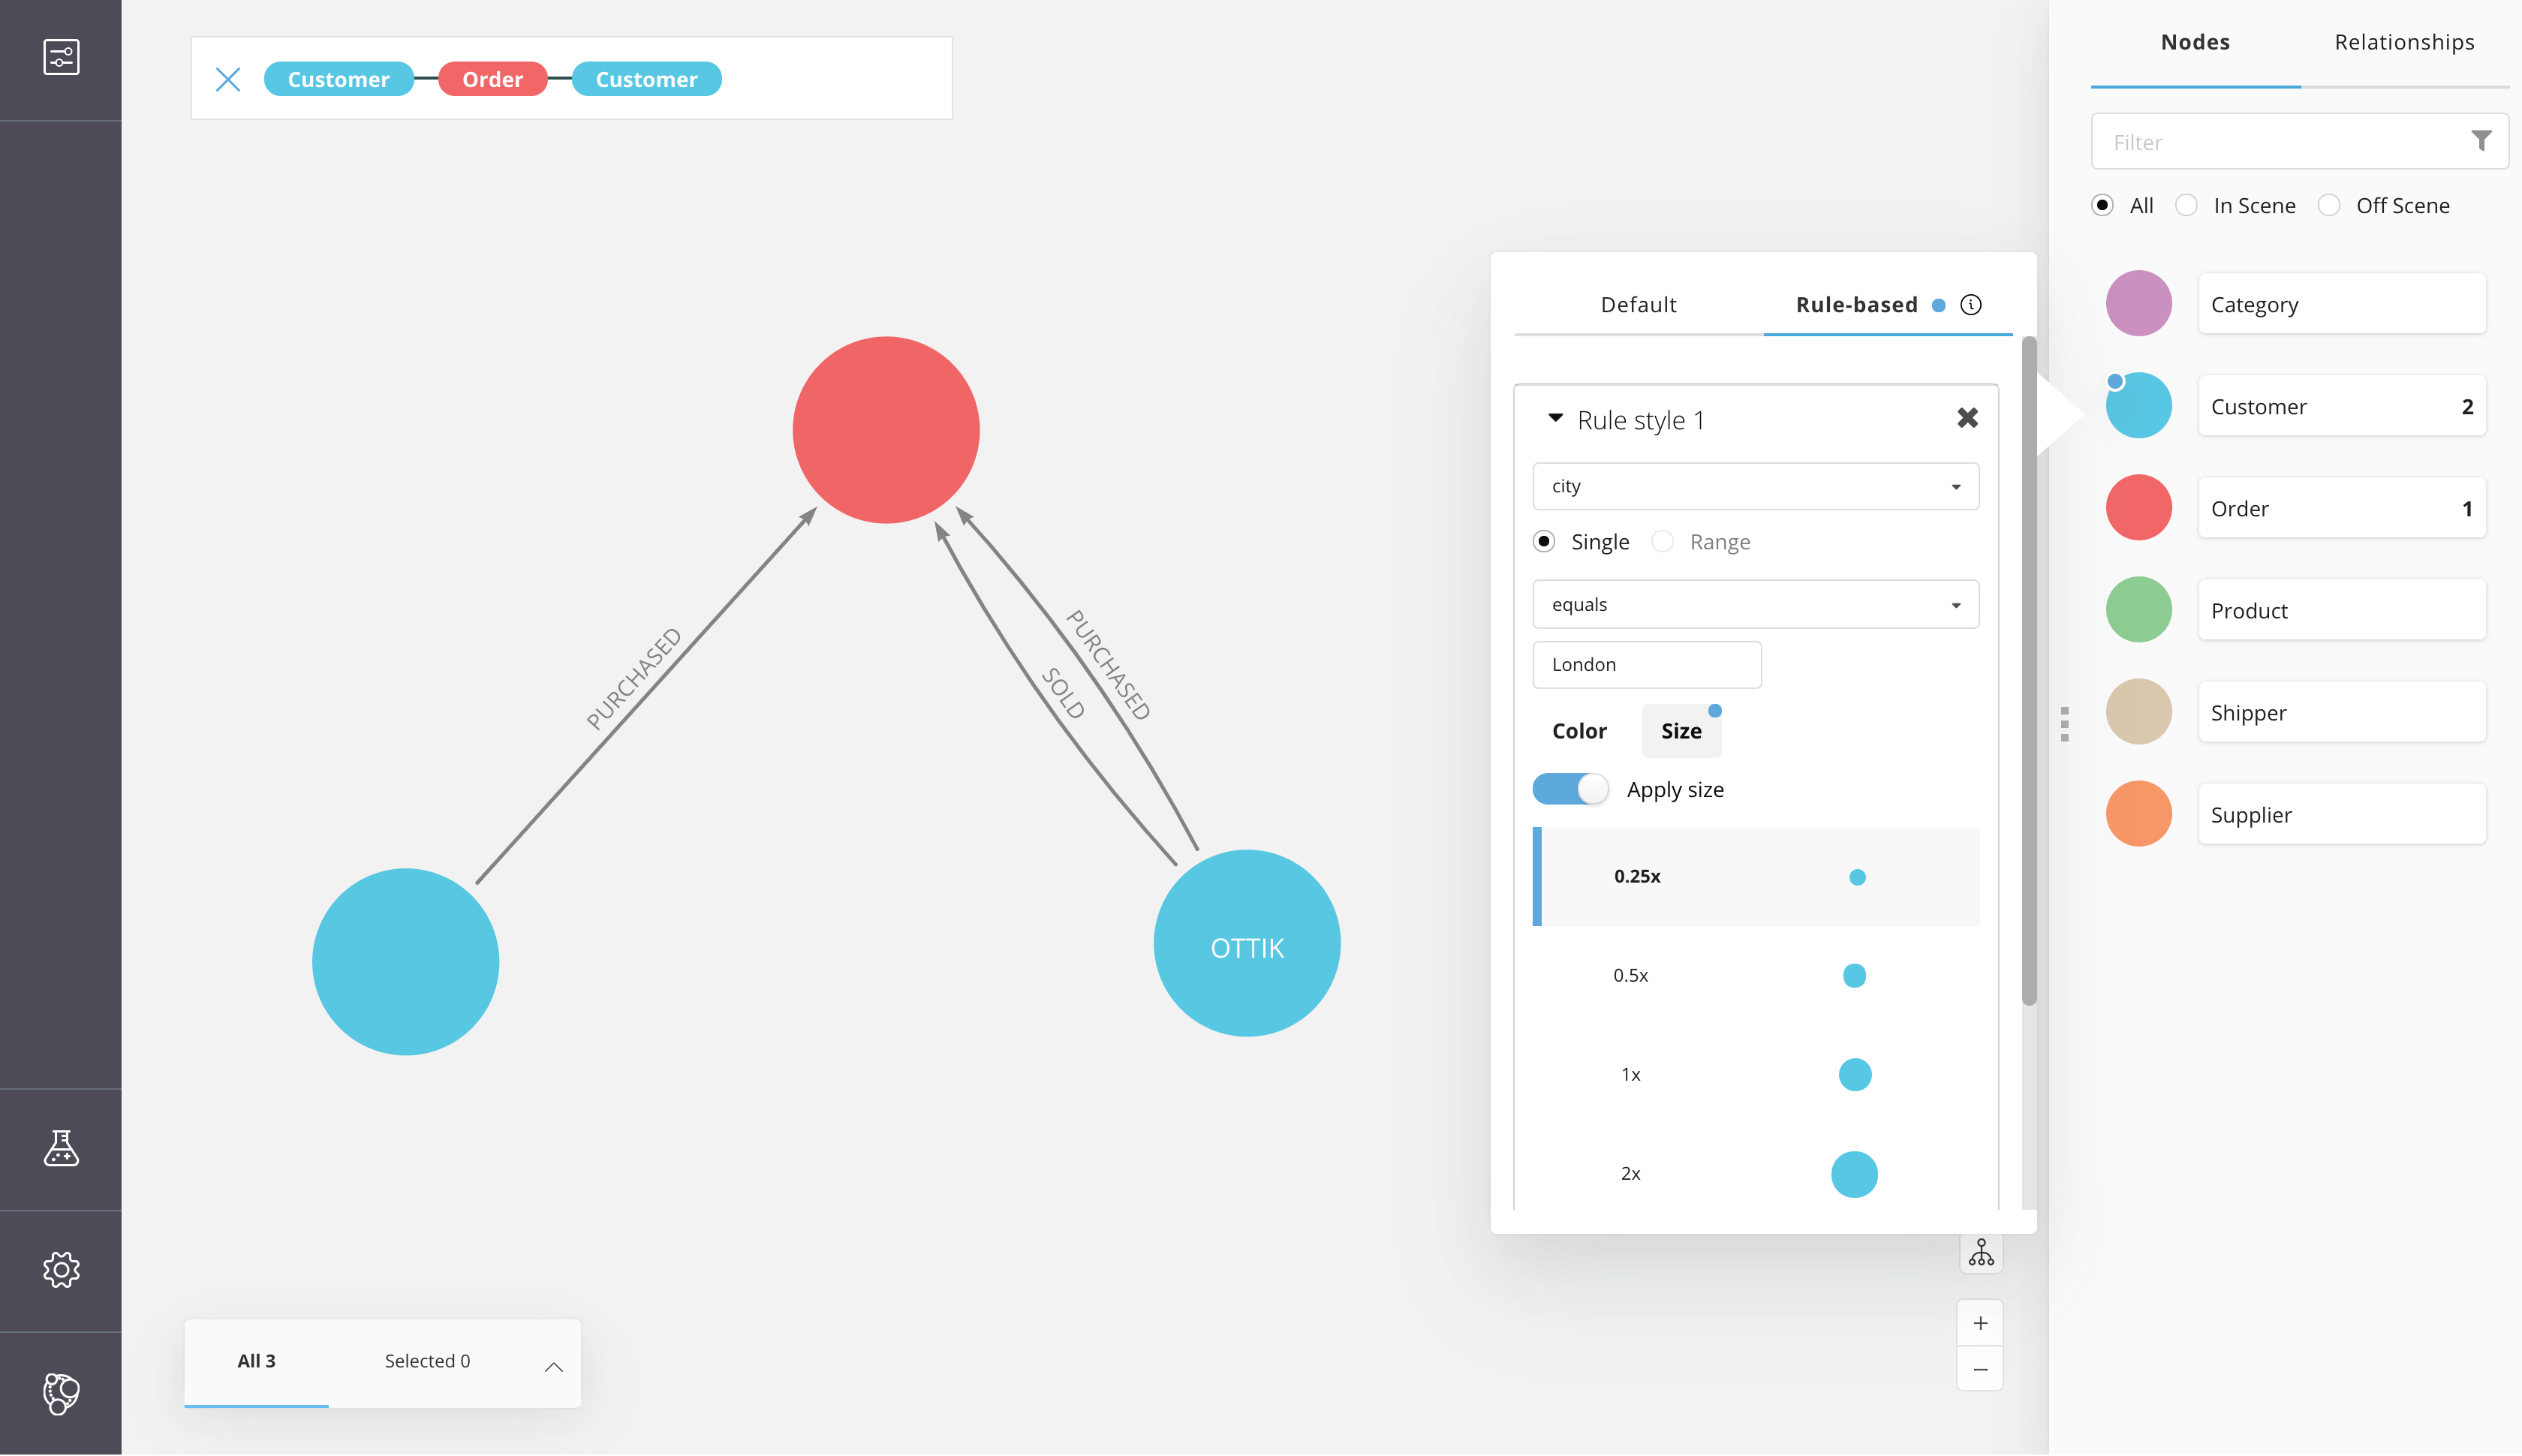 Customer Order Customer
PURCHASED
PURCHASED
SOLD
OTTIK
All 3 Selected 0
Default Rule-based
Rule style 1
city
Single Range
equals
London
Color Size
Apply size
0.25x
0.5x
1x
2x
Nodes Relationships
Filter
All In Scene Off Scene
Category
Customer 2
Order 1
Product
Shipper
Supplier